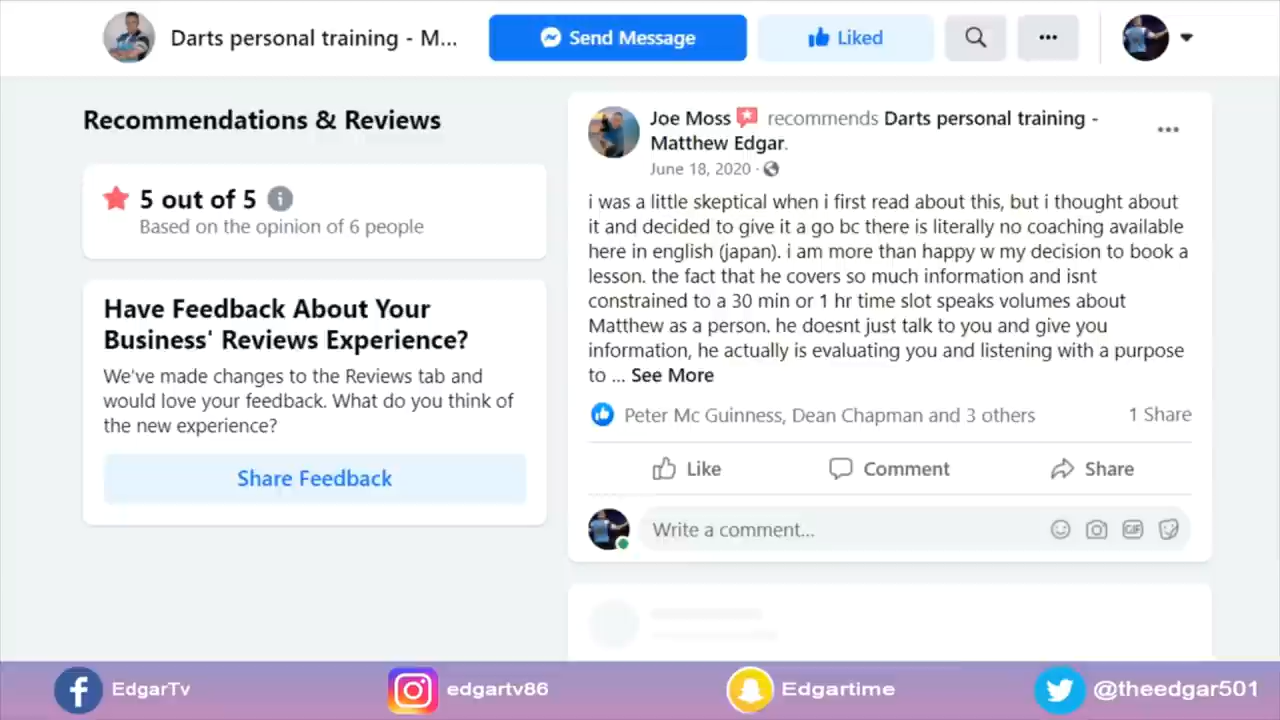 Darts personal training - M...
Send Message
Liked
Recommendations & Reviews
5 out of 5
Based on the opinion of 6 people
Have Feedback About Your
Business' Reviews Experience?
We've made changes to the Reviews tab and
would love your feedback. What do you think of
the new experience?
Share Feedback
Joe Moss recommends Darts personal training -
Matthew Edgar.
June 18, 2020 ·
i was a little skeptical when i first read about this, but i thought about
it and decided to give it a go bc there is literally no coaching available
here in english (japan). i am more than happy w my decision to book a
lesson. the fact that he covers so much information and isnt
constrained to a 30 min or 1 hr time slot speaks volumes about
Matthew as a person. he doesnt just talk to you and give you
information, he actually is evaluating you and listening with a purpose
to ... See More
Peter Mc Guinness, Dean Chapman and 3 others
1 Share
Like
Comment
Share
Write a comment...
GIF
EdgarTv
edgartv86
Edgartime
@theedgar501